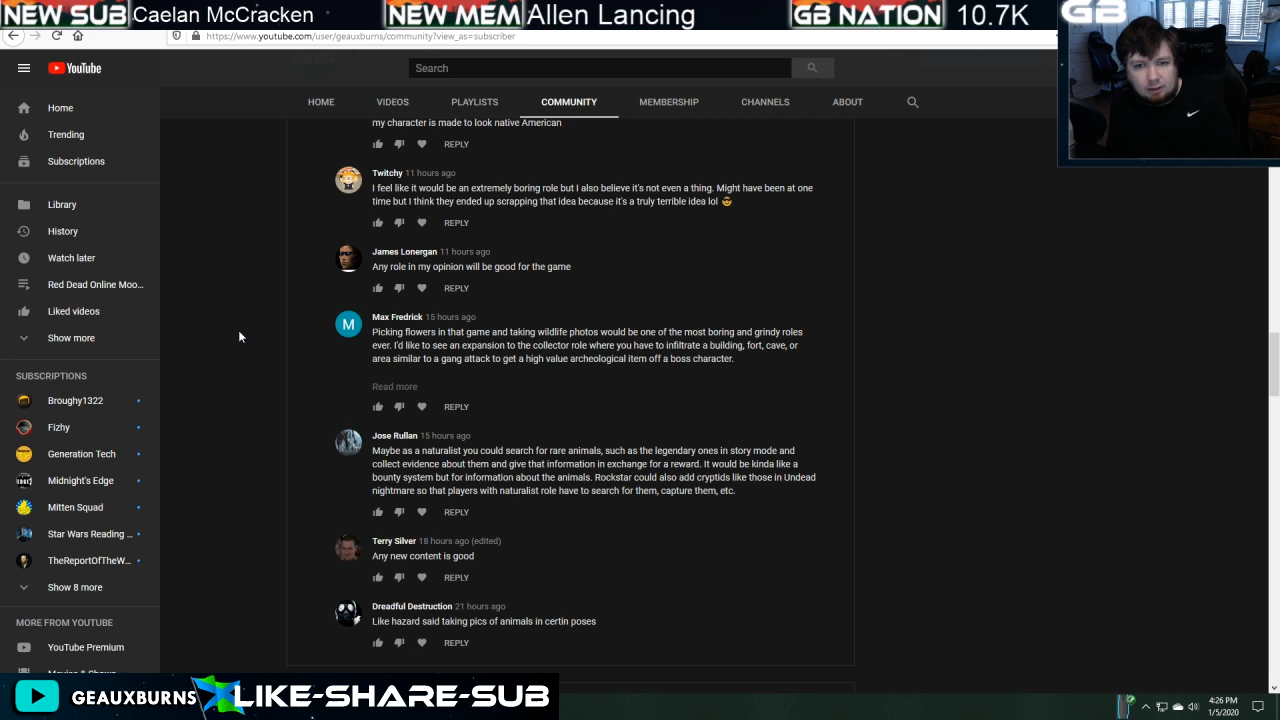 NEW SUB Caelan McCracken NEW MEM Allen Lancing GB NATION 10.7K GB
https://www.youtube.com/user/geauxburns/community?view_as=subscriber
YouTube
Search
HOME VIDEOS PLAYLISTS COMMUNITY MEMBERSHIP CHANNELS ABOUT
Home
Trending
Subscriptions
Library
History
Watch later
Red Dead Online Moo...
Liked videos
Show more
SUBSCRIPTIONS
Broughy1322
Fizhy
Generation Tech
Midnight's Edge
Mitten Squad
Star Wars Reading ...
TheReportOfTheW...
Show 8 more
MORE FROM YOUTUBE
YouTube Premium
my character is made to look native American
REPLY
Twitchy 11 hours ago
I feel like it would be an extremely boring role but I also believe it's not even a thing. Might have been at one
time but I think they ended up scrapping that idea because it's a truly terrible idea lol 😎
REPLY
James Lonergan 11 hours ago
Any role in my opinion will be good for the game
REPLY
M
Max Fredrick 15 hours ago
Picking flowers in that game and taking wildlife photos would be one of the most boring and grindy roles
ever. I'd like to see an expansion to the collector role where you have to infiltrate a building, fort, cave, or
area similar to a gang attack to get a high value archeological item off a boss character.
Read more
REPLY
Jose Rullan 15 hours ago
Maybe as a naturalist you could search for rare animals, such as the legendary ones in story mode and
collect evidence about them and give that information in exchange for a reward. It would be kinda like a
bounty system but for information about the animals. Rockstar could also add cryptids like those in Undead
nightmare so that players with naturalist role have to search for them, capture them, etc.
REPLY
Terry Silver 18 hours ago (edited)
Any new content is good
REPLY
Dreadful Destruction 21 hours ago
Like hazard said taking pics of animals in certin poses
REPLY
GEAUXBURNS LIKE-SHARE-SUB
4:26 PM
1/5/2020